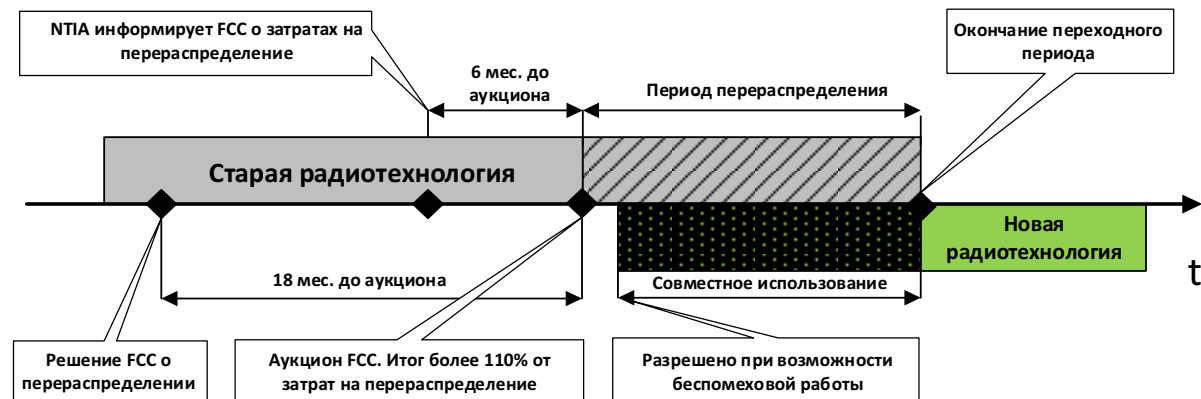 NTIA информирует FCC о затратах на
перераспределение
Окончание переходного
периода
6 мес. до
аукциона
Период перераспределения
Старая радиотехнология
Новая
радиотехнология
t
18 мес. до аукциона
Совместное использование
Решение FCC о
перераспределении
Аукцион FCC. Итог более 110% от
затрат на перераспределение
Разрешено при возможности
беспомеховой работы